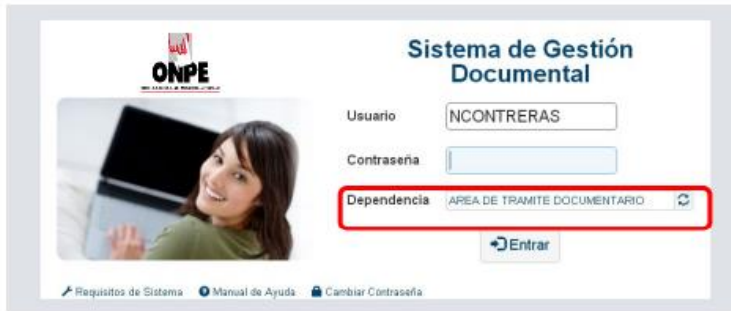 ONPE
Sistema de Gestión
Documental
Usuario
NCONTRERAS
Contraseña
Dependencia
AREA DE TRAMITE DOCUMENTARIO
Entrar
Requisitos de Sistema
Manual de Ayuda
Cambiar Contraseña